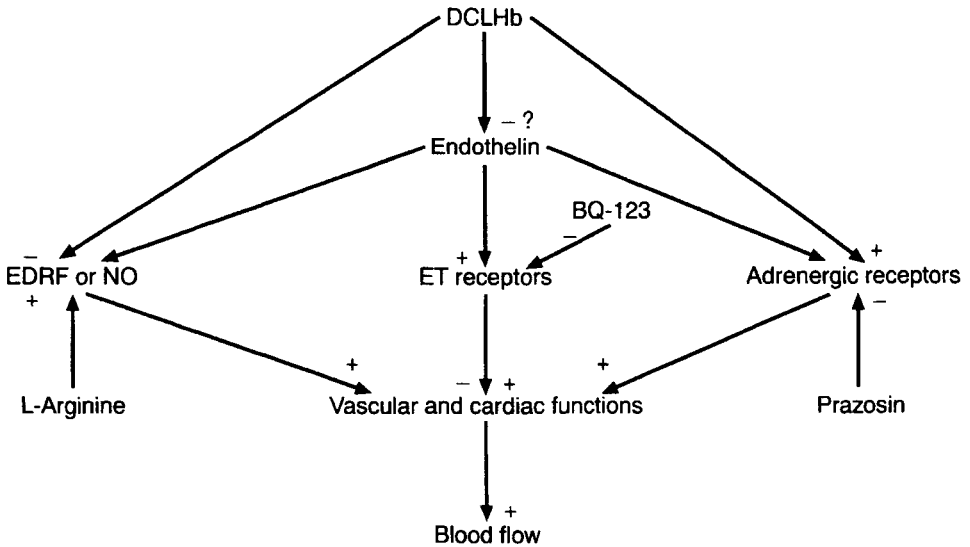 DCLHb
– ?
Endothelin
BQ-123
–
– + +
EDRF or NO ET receptors Adrenergic receptors
+ –
+ +
– +
L-Arginine Vascular and cardiac functions Prazosin
+
Blood flow